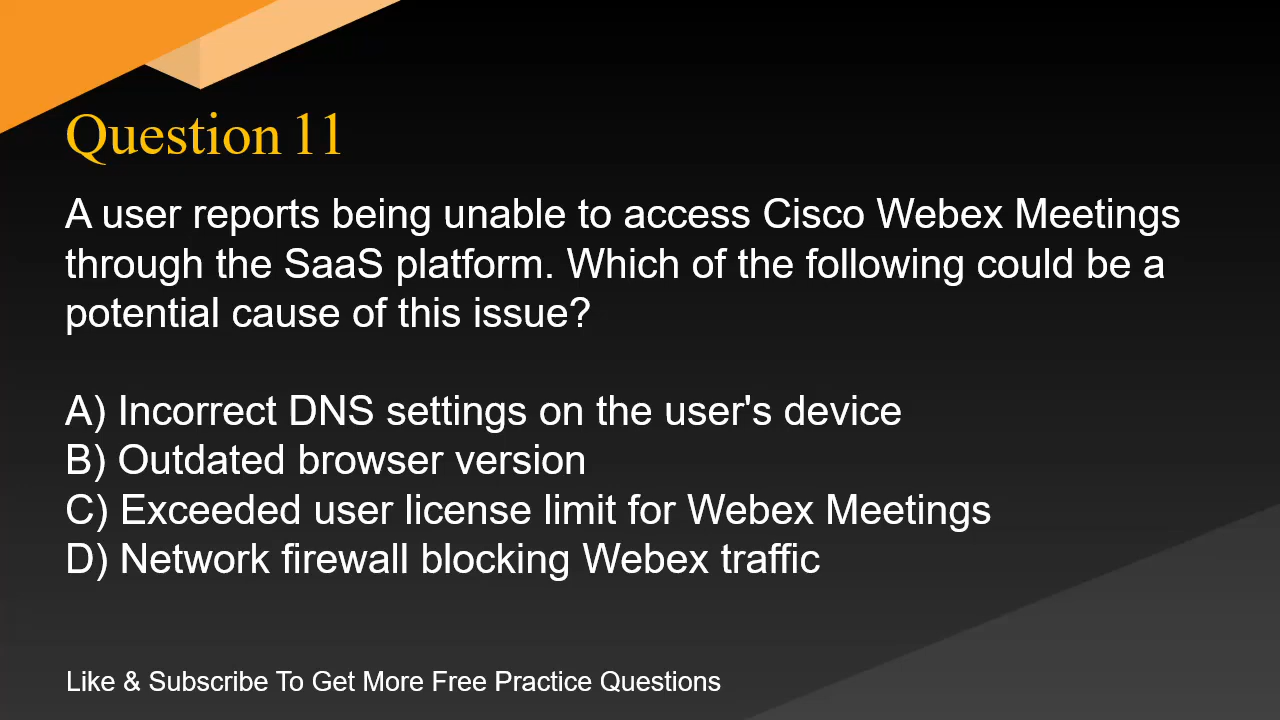 Question 11
A user reports being unable to access Cisco Webex Meetings
through the SaaS platform. Which of the following could be a
potential cause of this issue?
A) Incorrect DNS settings on the user's device
B) Outdated browser version
C) Exceeded user license limit for Webex Meetings
D) Network firewall blocking Webex traffic
Like & Subscribe To Get More Free Practice Questions